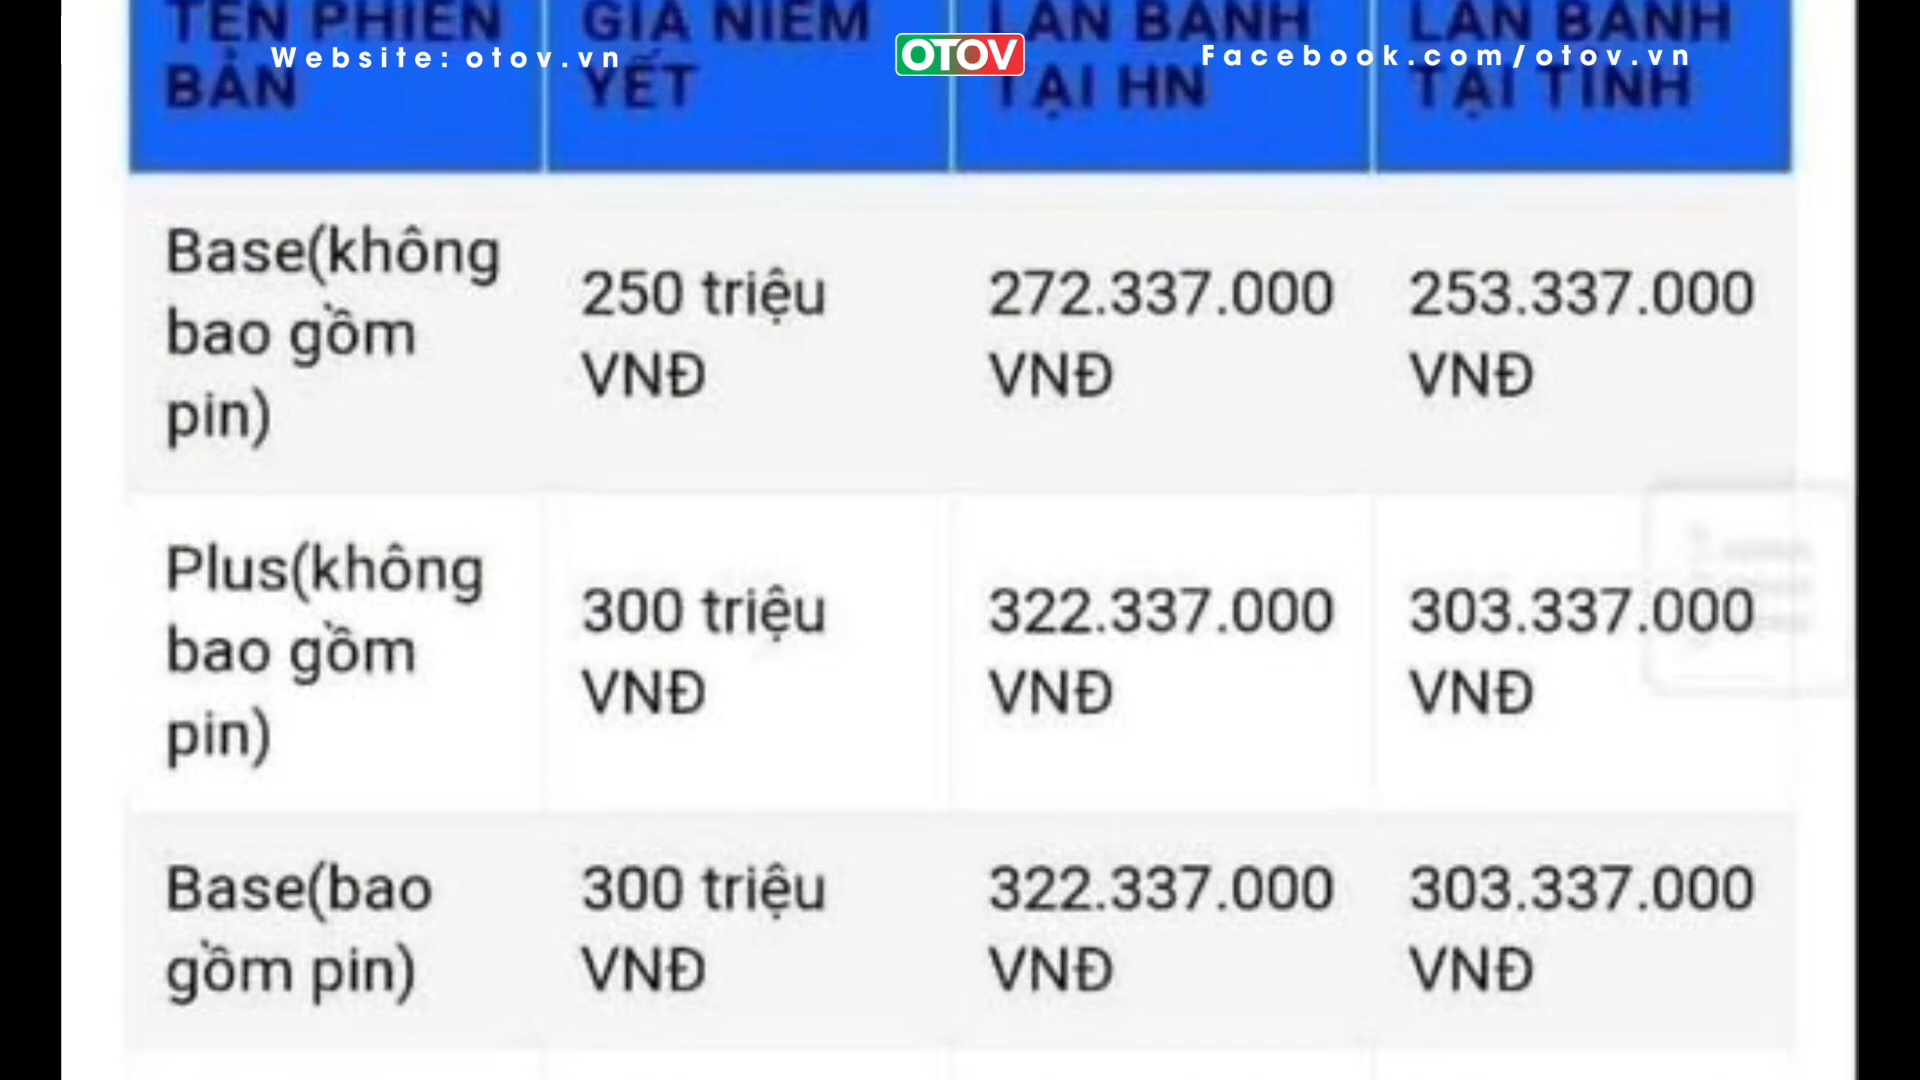 TÊN PHIÊN BẢN
GIÁ NIÊM YẾT
LĂN BÁNH TẠI HN
LĂN BÁNH TẠI TỈNH
Website: otov.vn
OTOV
Facebook.com/otov.vn
Base(không
bao gồm
pin)
250 triệu
VNĐ
272.337.000
VNĐ
253.337.000
VNĐ
Plus(không
bao gồm
pin)
300 triệu
VNĐ
322.337.000
VNĐ
303.337.000
VNĐ
Base(bao
gồm pin)
300 triệu
VNĐ
322.337.000
VNĐ
303.337.000
VNĐ